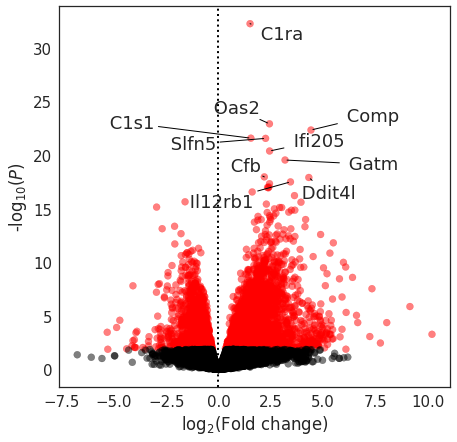 C1ra
Oas2
Comp
C1s1
Slfn5
Ifi205
Cfb
Gatm
Il12rb1
Ddit4l
30
25
20
15
10
5
0
-log₁₀(P)
−7.5 −5.0 −2.5 0.0 2.5 5.0 7.5 10.0
log₂(Fold change)